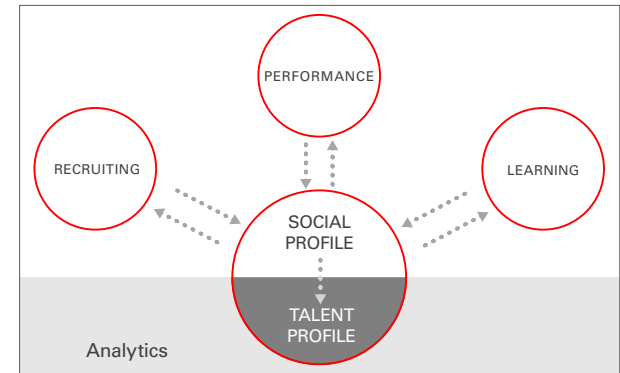 PERFORMANCE
RECRUITING
LEARNING
SOCIAL
PROFILE
TALENT
PROFILE
Analytics